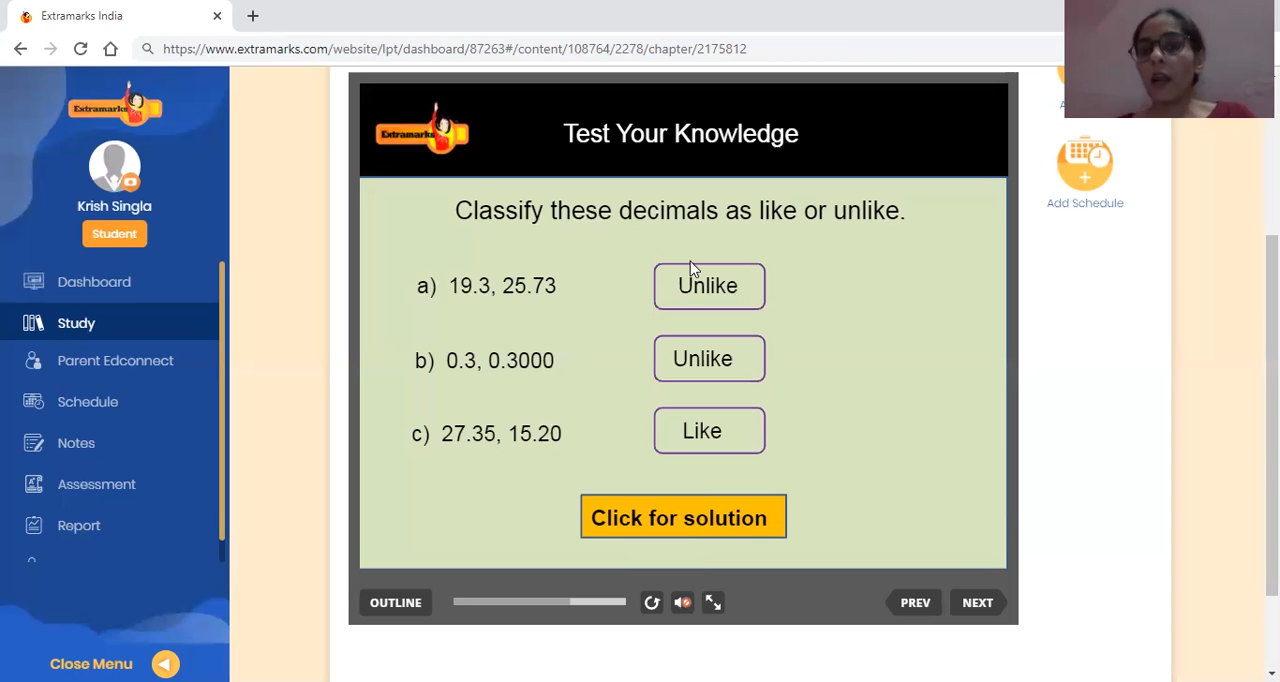 Extramarks India
https://www.extramarks.com/website/lpt/dashboard/87263#/content/108764/2278/chapter/2175812
Extramarks
Krish Singla
Student
Dashboard
Study
Parent Edconnect
Schedule
Notes
Assessment
Report
Close Menu
Extramarks
Test Your Knowledge
Classify these decimals as like or unlike.
a) 19.3, 25.73 Unlike
b) 0.3, 0.3000 Unlike
c) 27.35, 15.20 Like
Click for solution
OUTLINE
PREV
NEXT
Add Schedule